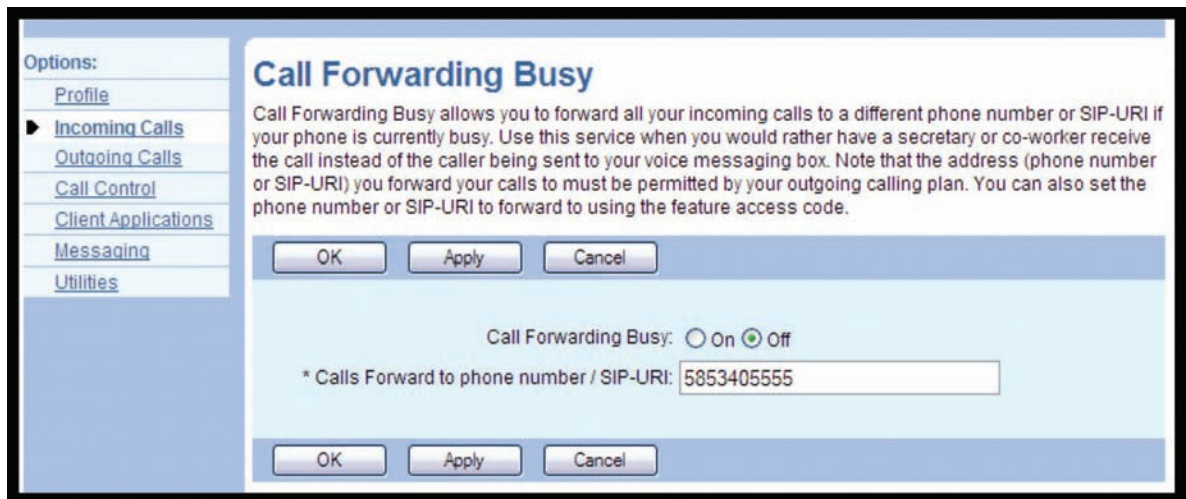 Options:
Profile
Incoming Calls
Outgoing Calls
Call Control
Client Applications
Messaging
Utilities
Call Forwarding Busy
Call Forwarding Busy allows you to forward all your incoming calls to a different phone number or SIP-URI if
your phone is currently busy. Use this service when you would rather have a secretary or co-worker receive
the call instead of the caller being sent to your voice messaging box. Note that the address (phone number
or SIP-URI) you forward your calls to must be permitted by your outgoing calling plan. You can also set the
phone number or SIP-URI to forward to using the feature access code.
OK Apply Cancel
Call Forwarding Busy: On Off
* Calls Forward to phone number / SIP-URI: 5853405555
OK Apply Cancel